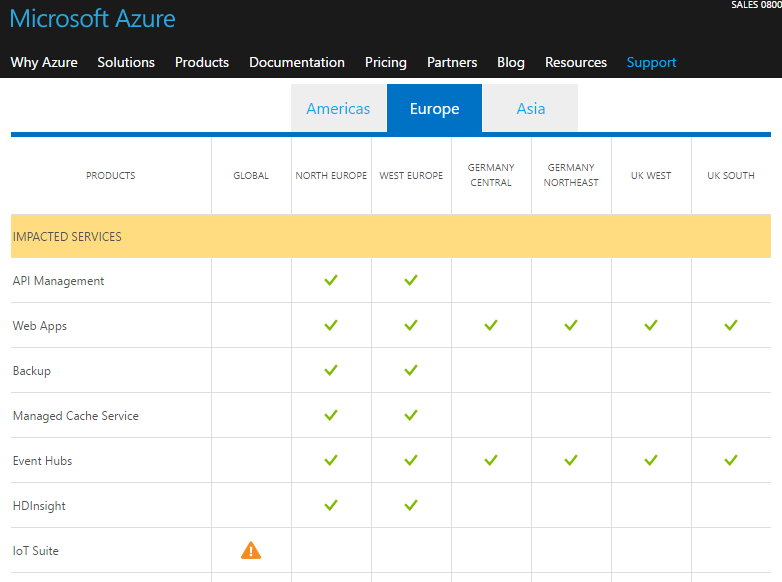 SALES 0800
Microsoft Azure
Why Azure Solutions Products Documentation Pricing Partners Blog Resources Support
Americas Europe Asia
PRODUCTS GLOBAL NORTH EUROPE WEST EUROPE GERMANY CENTRAL GERMANY NORTHEAST UK WEST UK SOUTH
IMPACTED SERVICES
API Management
Web Apps
Backup
Managed Cache Service
Event Hubs
HDInsight
IoT Suite